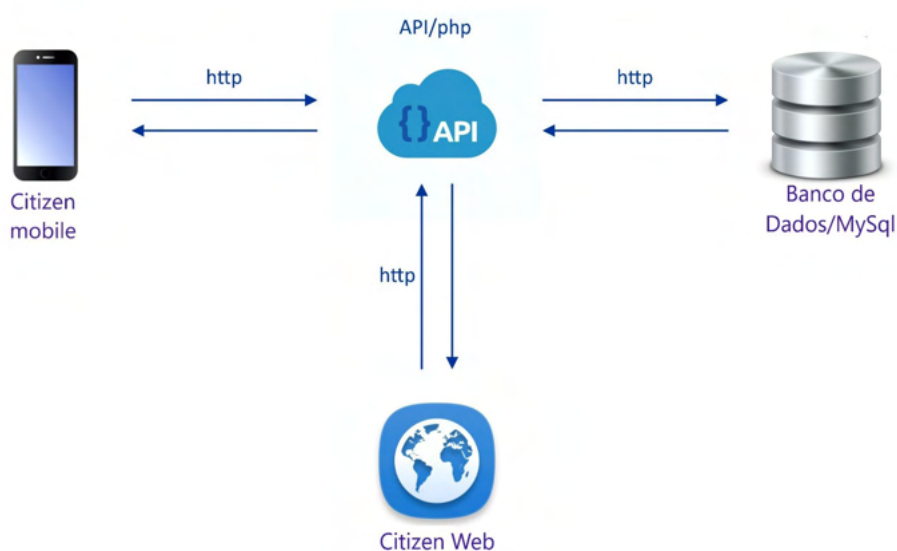 API/php
http
http
{} API
Citizen
mobile
Banco de
Dados/MySql
http
Citizen Web